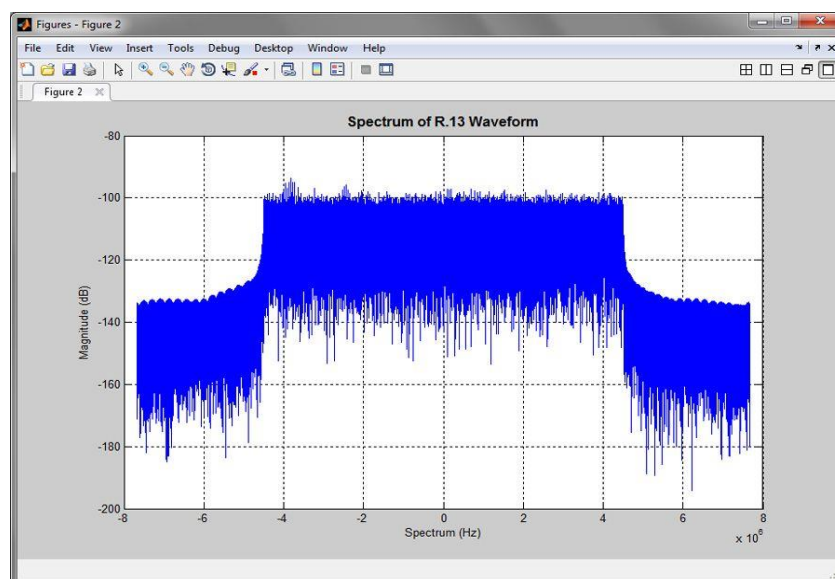 Figures - Figure 2
File Edit View Insert Tools Debug Desktop Window Help
Figure 2
Spectrum of R.13 Waveform
Magnitude (dB)
-80
-100
-120
-140
-160
-180
-200
-8 -6 -4 -2 0 2 4 6 8
Spectrum (Hz)
x 10⁶